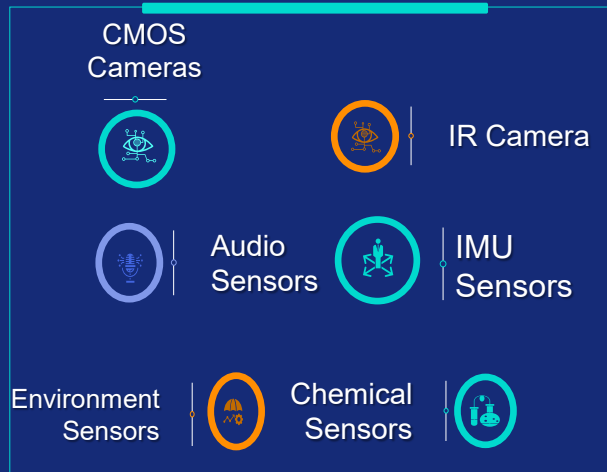 CMOS
Cameras
IR Camera
Audio
Sensors
IMU
Sensors
Environment
Sensors
Chemical
Sensors